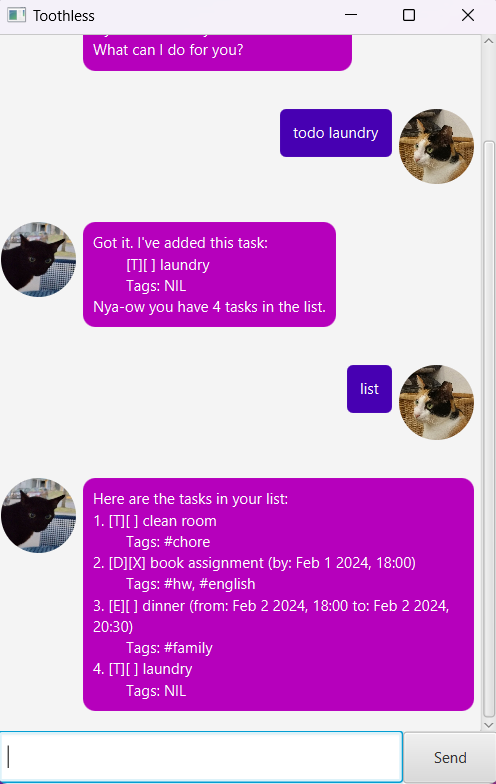 Toothless
What can I do for you?
todo laundry
Got it. I've added this task:
[T][ ] laundry
Tags: NIL
Nya-ow you have 4 tasks in the list.
list
Here are the tasks in your list:
1. [T][ ] clean room
Tags: #chore
2. [D][X] book assignment (by: Feb 1 2024, 18:00)
Tags: #hw, #english
3. [E][ ] dinner (from: Feb 2 2024, 18:00 to: Feb 2 2024,
20:30)
Tags: #family
4. [T][ ] laundry
Tags: NIL
Send